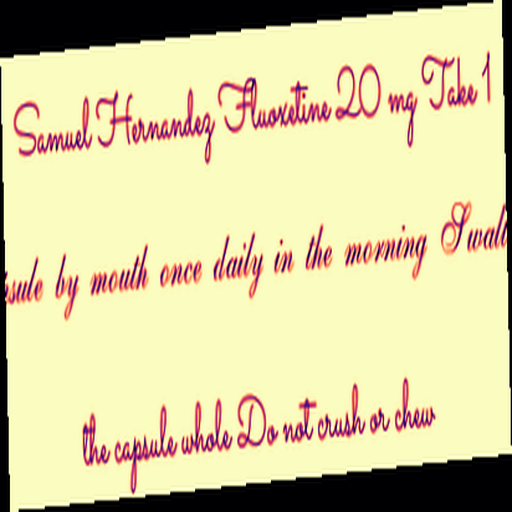 Samuel Hernandez Fluoxetine 20 mg Take 1
by mouth once daily in the morning
the capsule whole Do not crush or chew